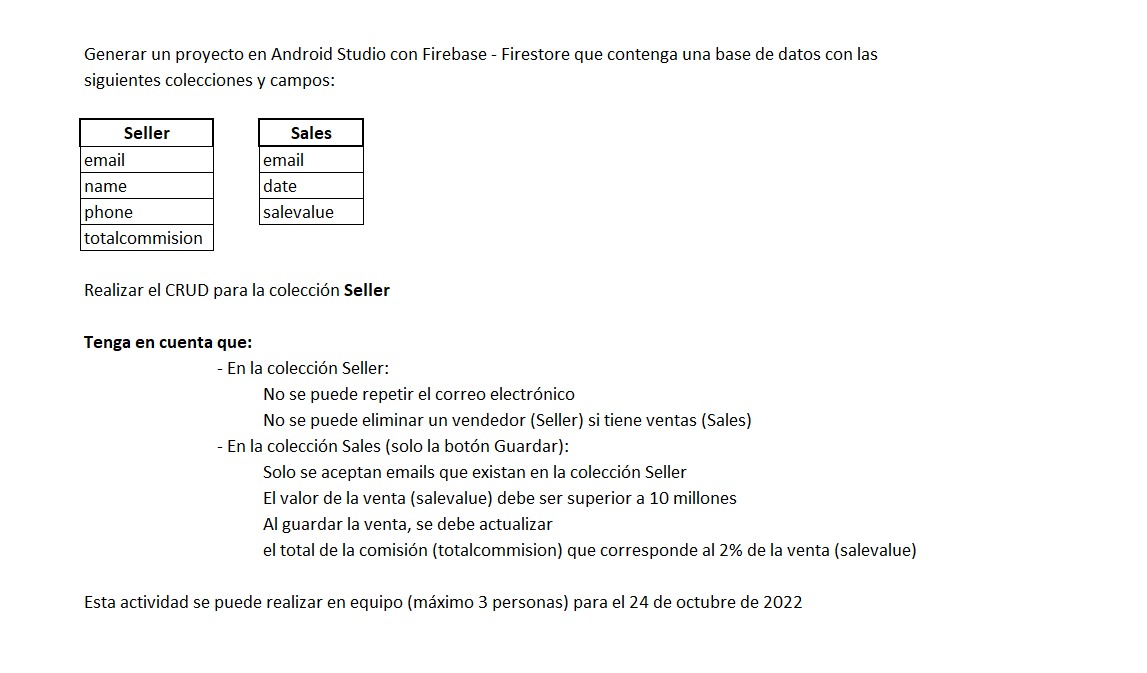 Generar un proyecto en Android Studio con Firebase - Firestore que contenga una base de datos con las
siguientes colecciones y campos:
Seller Sales
email email
name date
phone salevalue
totalcommision
Realizar el CRUD para la colección Seller
Tenga en cuenta que:
- En la colección Seller:
No se puede repetir el correo electrónico
No se puede eliminar un vendedor (Seller) si tiene ventas (Sales)
- En la colección Sales (solo la botón Guardar):
Solo se aceptan emails que existan en la colección Seller
El valor de la venta (salevalue) debe ser superior a 10 millones
Al guardar la venta, se debe actualizar
el total de la comisión (totalcommision) que corresponde al 2% de la venta (salevalue)
Esta actividad se puede realizar en equipo (máximo 3 personas) para el 24 de octubre de 2022